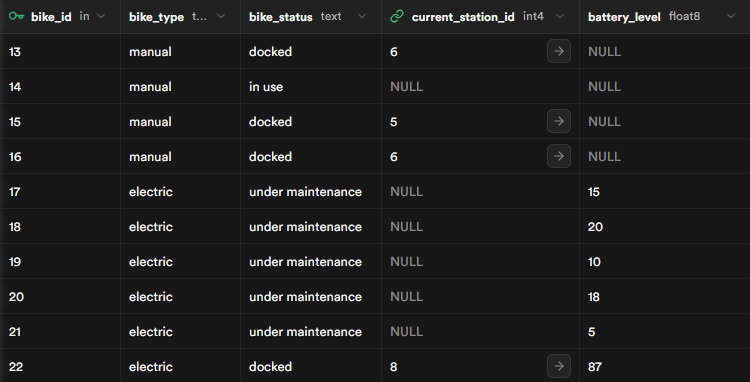 bike_id in bike_type t... bike_status text current_station_id int4 battery_level float8
13 manual docked 6 NULL
14 manual in use NULL NULL
15 manual docked 5 NULL
16 manual docked 6 NULL
17 electric under maintenance NULL 15
18 electric under maintenance NULL 20
19 electric under maintenance NULL 10
20 electric under maintenance NULL 18
21 electric under maintenance NULL 5
22 electric docked 8 87